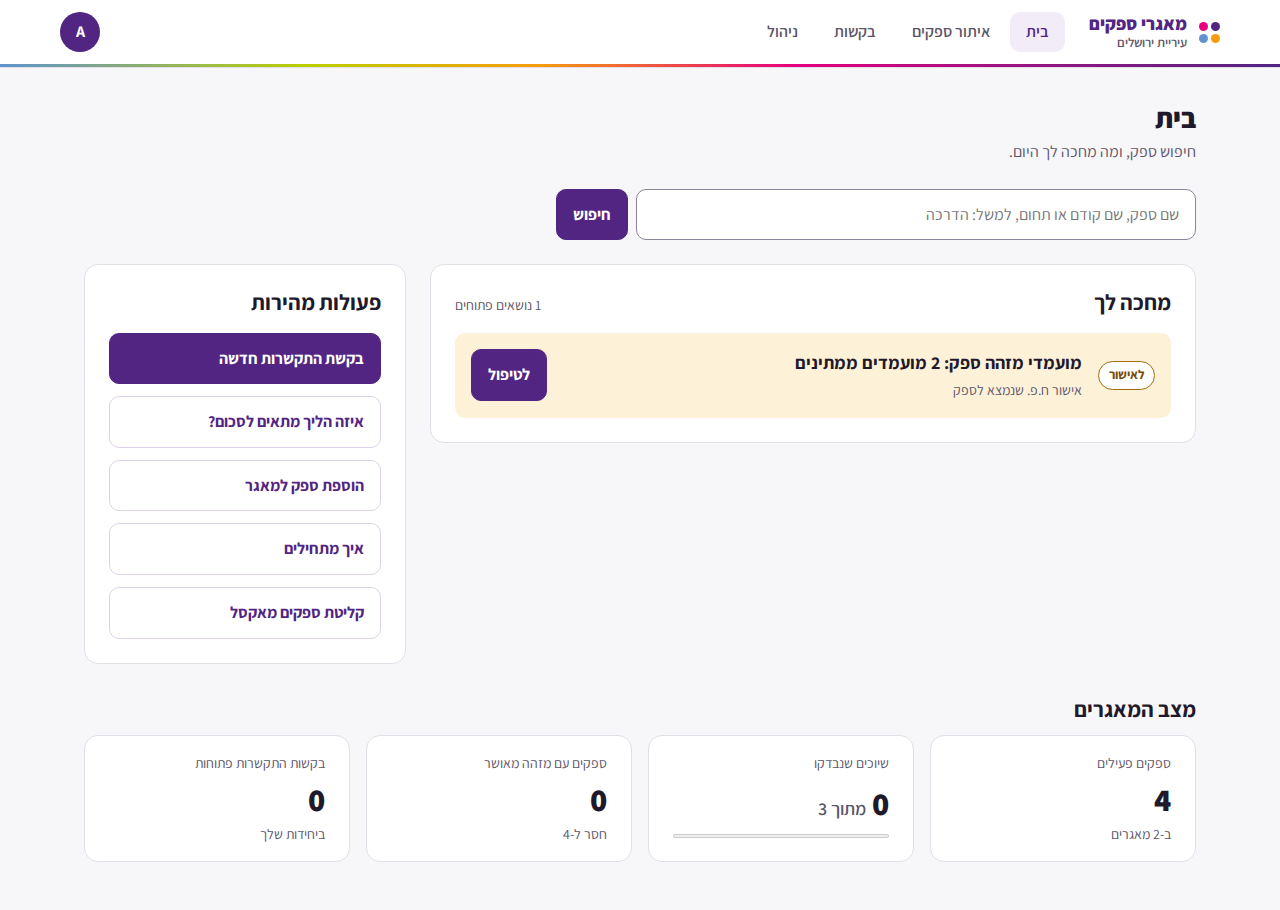 מאגרי ספקים
עיריית ירושלים
בית
איתור ספקים
בקשות
ניהול
A
בית
חיפוש ספק, ומה מחכה לך היום.
שם ספק, שם קודם או תחום, למשל: הדרכה
חיפוש
מחכה לך
1 נושאים פתוחים
לאישור
מועמדי מזהה ספק: 2 מועמדים ממתינים
אישור ח.פ. שנמצא לספק
לטיפול
פעולות מהירות
בקשת התקשרות חדשה
איזה הליך מתאים לסכום?
הוספת ספק למאגר
איך מתחילים
קליטת ספקים מאקסל
מצב המאגרים
ספקים פעילים
4
ב-2 מאגרים
שיוכים שנבדקו
0 מתוך 3
ספקים עם מזהה מאושר
0
חסר ל-4
בקשות התקשרות פתוחות
0
ביחידות שלך